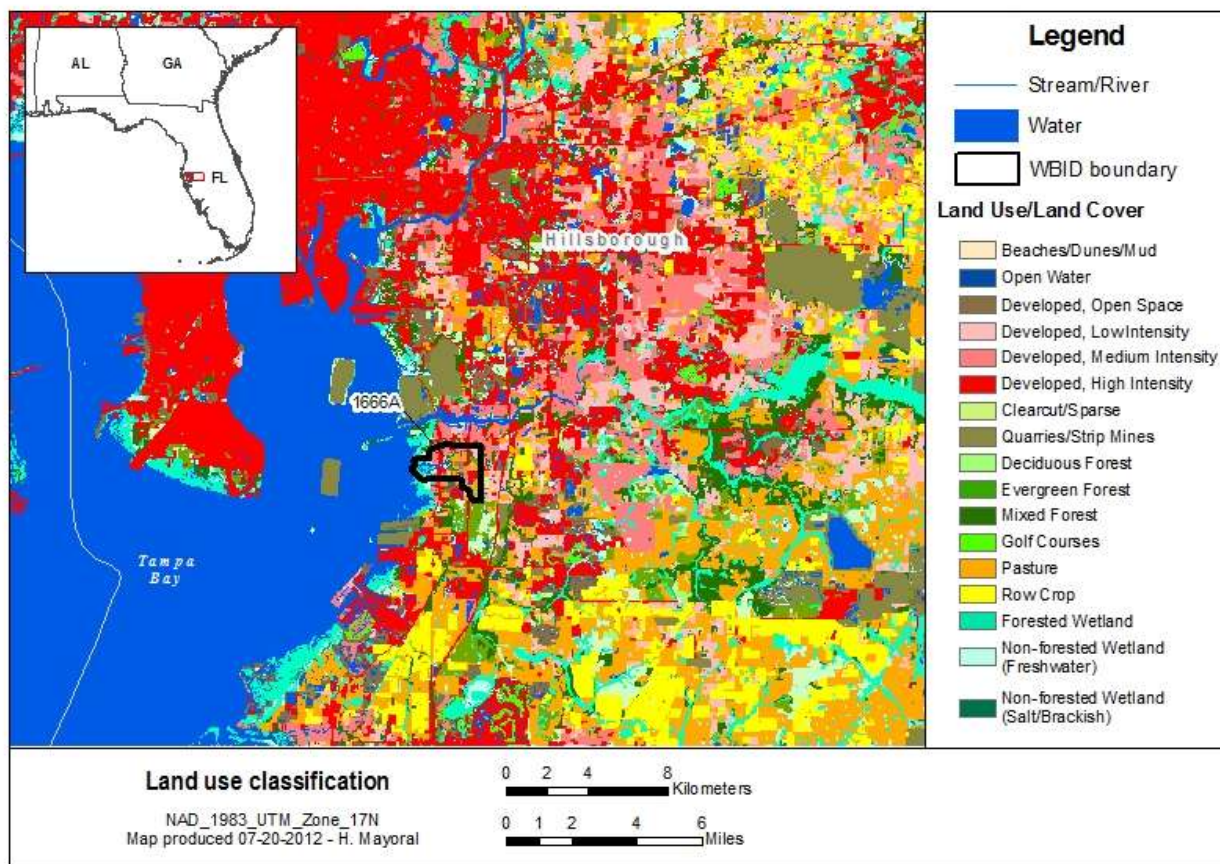 AL
GA
FL
Hillsborough
1666A
Tampa
Bay
Legend
Stream/River
Water
WBID boundary
Land Use/Land Cover
Beaches/Dunes/Mud
Open Water
Developed, Open Space
Developed, Low Intensity
Developed, Medium Intensity
Developed, High Intensity
Clearcut/Sparse
Quarries/Strip Mines
Deciduous Forest
Evergreen Forest
Mixed Forest
Golf Courses
Pasture
Row Crop
Forested Wetland
Non-forested Wetland
(Freshwater)
Non-forested Wetland
(Salt/Brackish)
Land use classification
NAD_1983_UTM_Zone_17N
Map produced 07-20-2012 - H. Mayoral
0 2 4 8
Kilometers
0 1 2 4 6
Miles